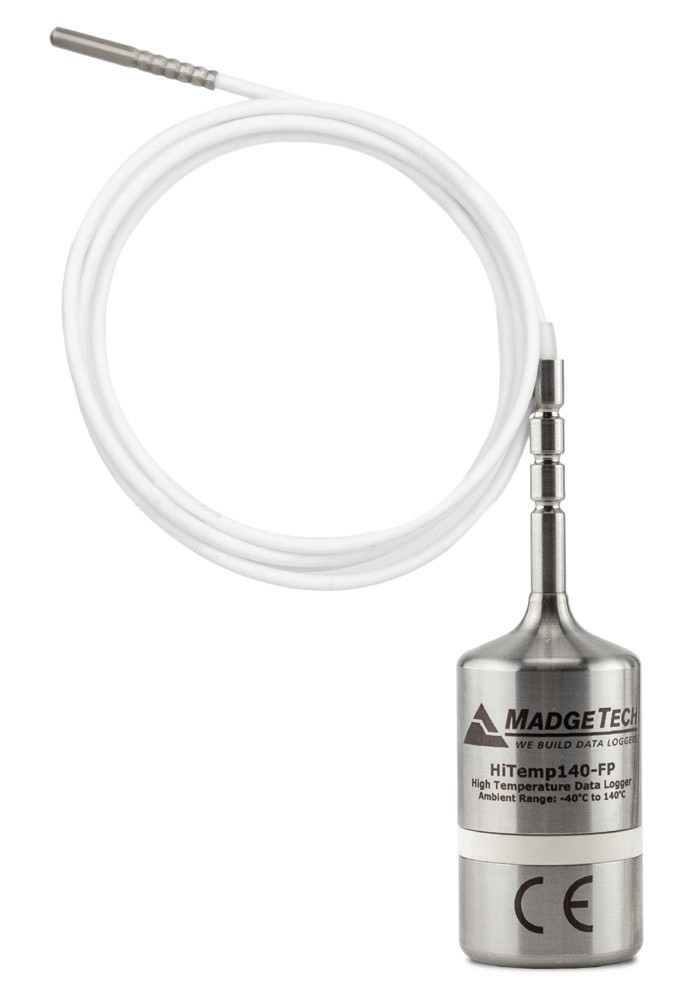 MADGETECH
WE BUILD DATA LOGGERS
HiTemp140-FP
High Temperature Data Logger
Ambient Range: -40°C to 140°C
CE